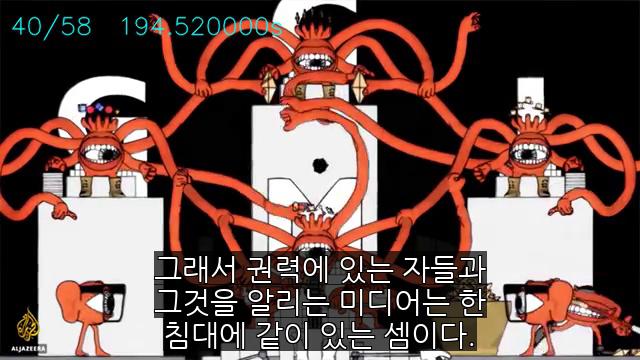 40/58 194.520000s
그래서 권력에 있는 자들과
그것을 알리는 미디어는 한
침대에 같이 있는 셈이다.
ALJAZEERA